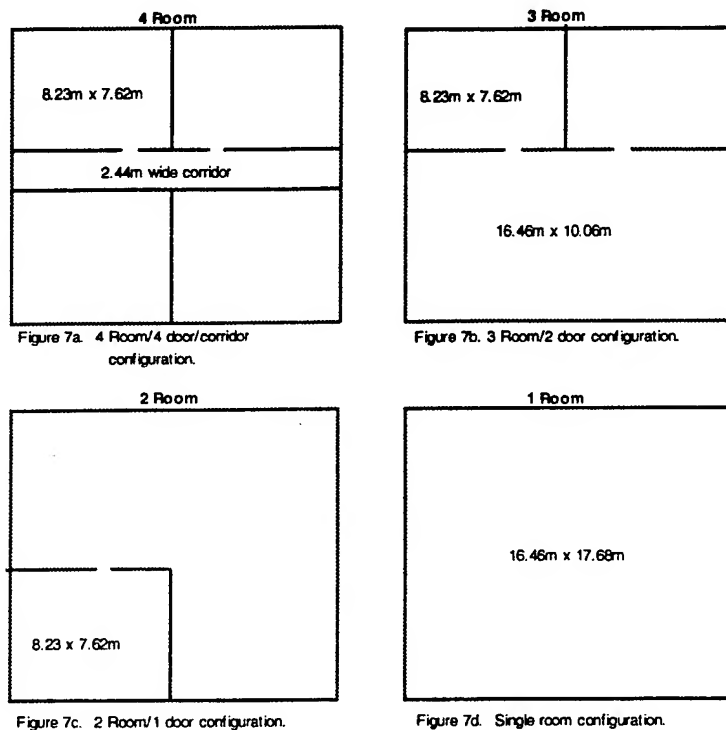 4 Room
8.23m x 7.62m
2.44m wide corridor
Figure 7a. 4 Room/4 door/corridor
configuration.
3 Room
8.23m x 7.62m
16.46m x 10.06m
Figure 7b. 3 Room/2 door configuration.
2 Room
8.23 x 7.62m
Figure 7c. 2 Room/1 door configuration.
1 Room
16.46m x 17.68m
Figure 7d. Single room configuration.